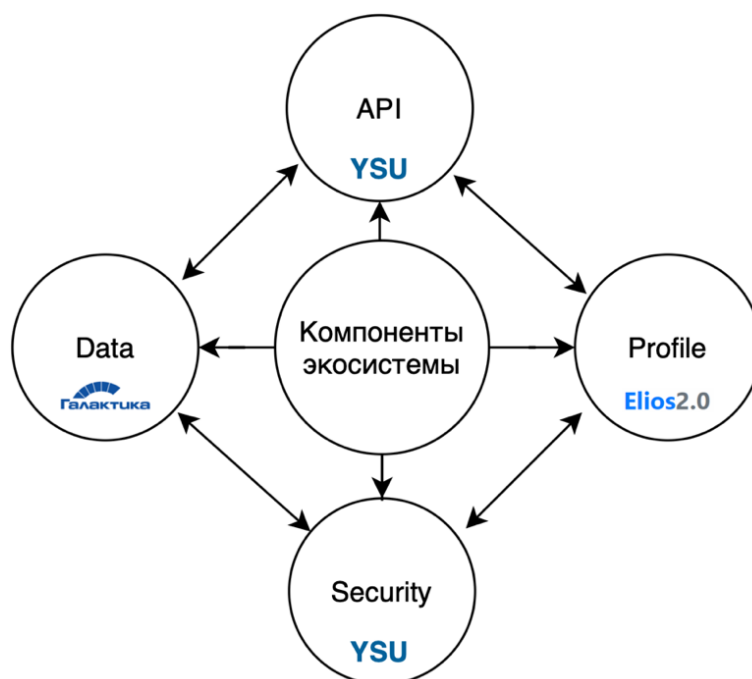 API
YSU
Компоненты
экосистемы
Data
Галактика
Profile
Elios2.0
Security
YSU